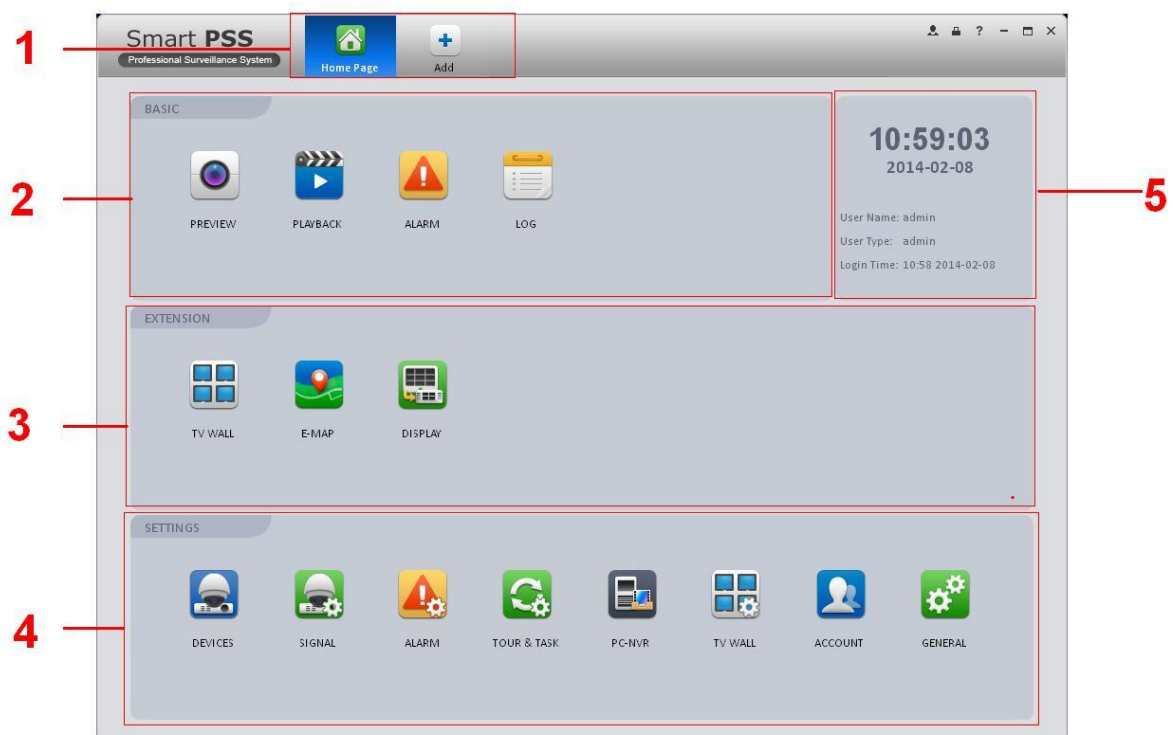 1
Smart PSS
Professional Surveillance System
Home Page
Add
?
BASIC
PREVIEW
PLAYBACK
ALARM
LOG
2
10:59:03
2014-02-08
User Name: admin
User Type: admin
Login Time: 10:58 2014-02-08
5
EXTENSION
TV WALL
E-MAP
DISPLAY
3
SETTINGS
DEVICES
SIGNAL
ALARM
TOUR & TASK
PC-NVR
TV WALL
ACCOUNT
GENERAL
4